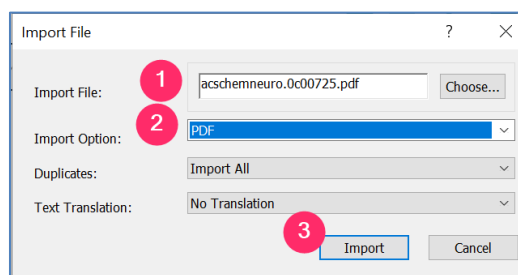 Import File
? ×
1
Import File: acschemneuro.0c00725.pdf Choose...
2
Import Option: PDF
Duplicates: Import All
Text Translation: No Translation
3
Import Cancel